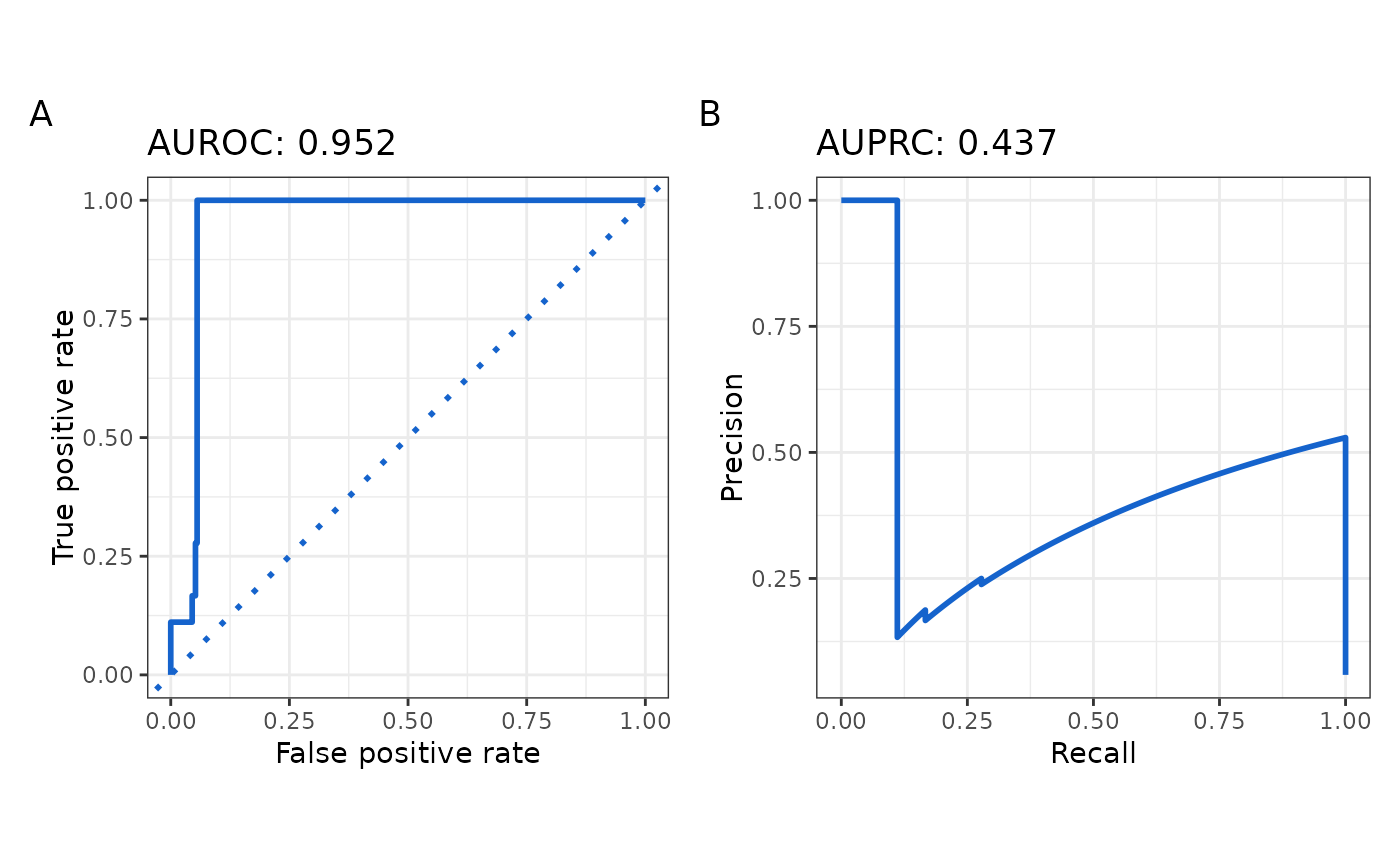 A
AUROC: 0.952
1.00
0.75
0.50
0.25
0.00
True positive rate
0.00 0.25 0.50 0.75 1.00
False positive rate
B
AUPRC: 0.437
1.00
0.75
0.50
0.25
Precision
0.00 0.25 0.50 0.75 1.00
Recall